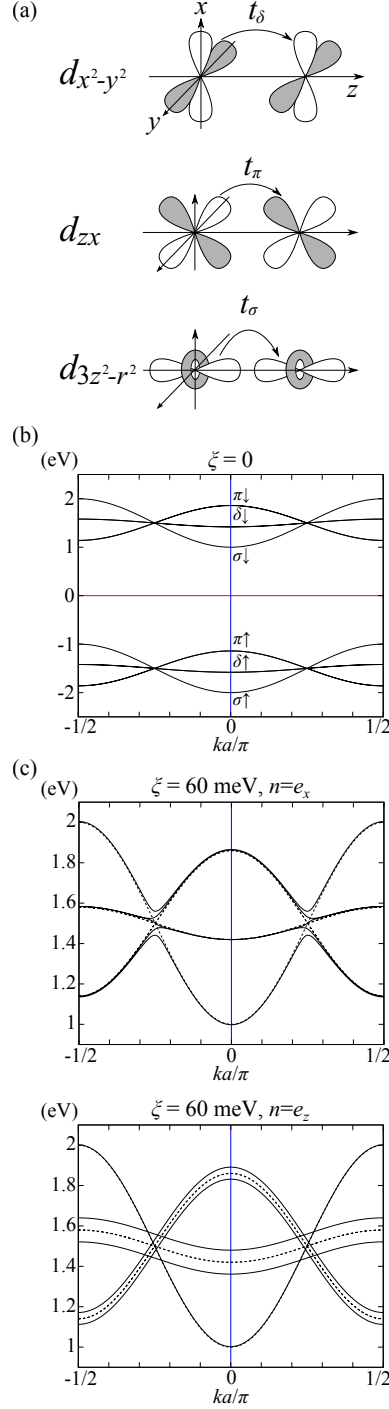 (a)
x
t_δ
d_{x²-y²}
y
z
d_{zx}
t_π
t_σ
d_{3z²-r²}
(b)
(eV)
ξ = 0
2
π↓
δ↓
1
σ↓
0
-1
π↑
δ↑
-2
σ↑
-1/2
0
1/2
ka/π
(c)
(eV)
ξ = 60 meV, n=e_x
2
1.8
1.6
1.4
1.2
1
-1/2
0
1/2
ka/π
(eV)
ξ = 60 meV, n=e_z
2
1.8
1.6
1.4
1.2
1
-1/2
0
1/2
ka/π